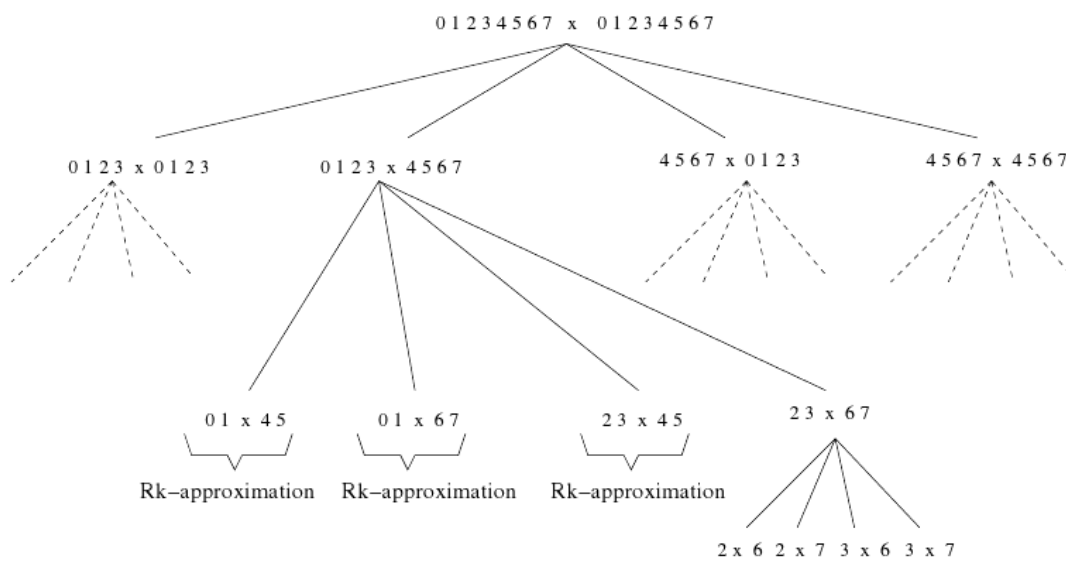 0 1 2 3 4 5 6 7 x 0 1 2 3 4 5 6 7
0 1 2 3 x 0 1 2 3
0 1 2 3 x 4 5 6 7
4 5 6 7 x 0 1 2 3
4 5 6 7 x 4 5 6 7
0 1 x 4 5
0 1 x 6 7
2 3 x 4 5
2 3 x 6 7
Rk–approximation
Rk–approximation
Rk–approximation
2 x 6 2 x 7 3 x 6 3 x 7